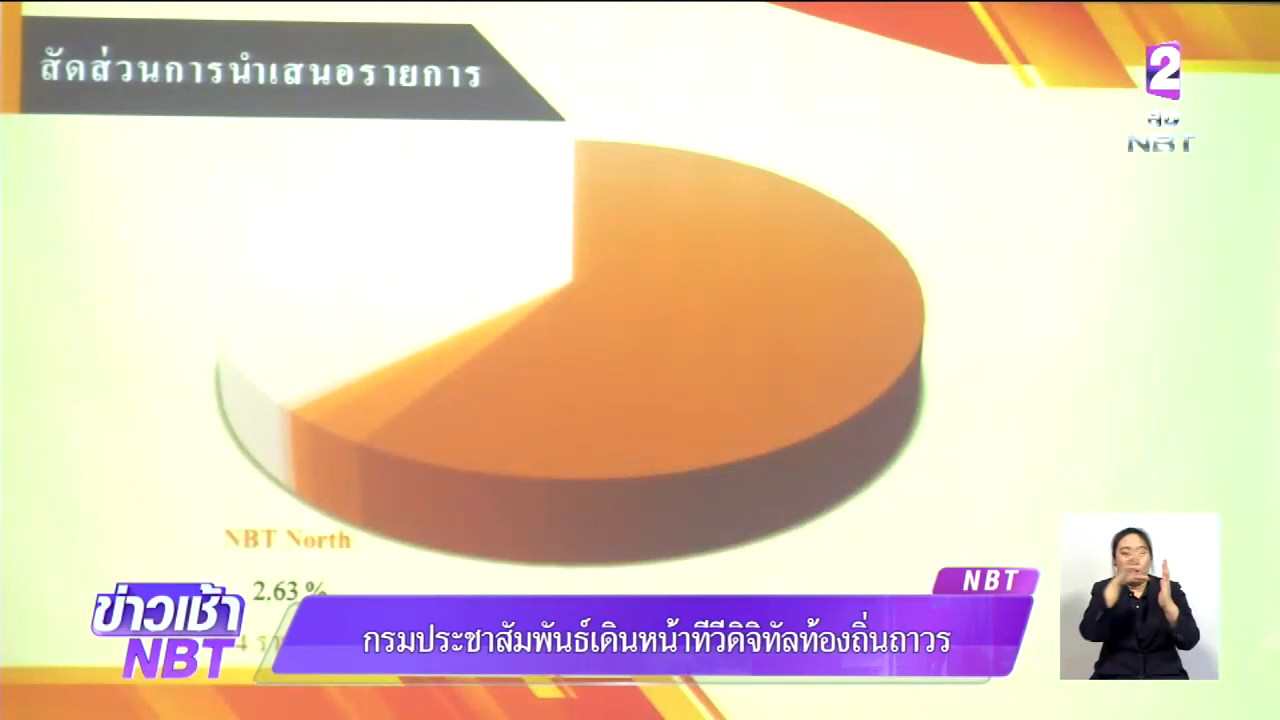 สัดส่วนการนำเสนอรายการ
2
สด
NBT
NBT North
2.63 %
NBT
ข่าวเช้า
NBT
กรมประชาสัมพันธ์เดินหน้าทีวีดิจิทัลท้องถิ่นถาวร